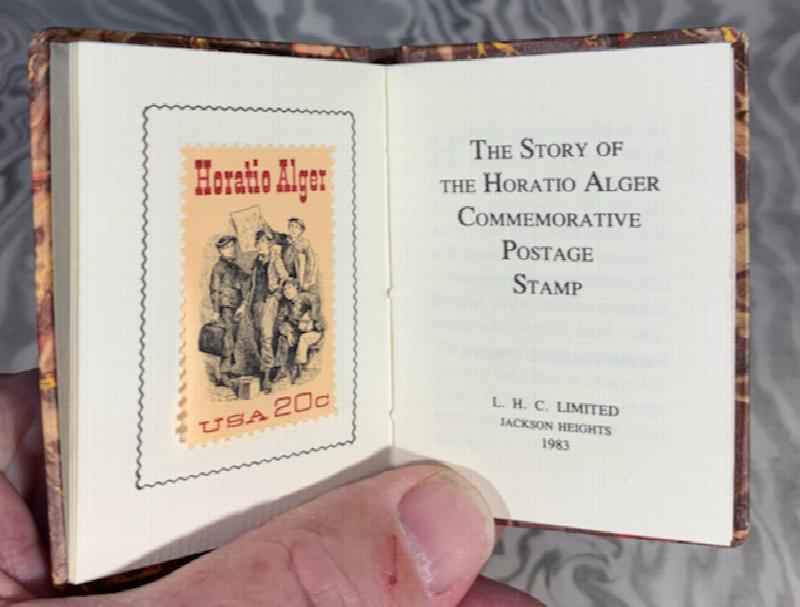 Horatio Alger
USA 20c
The Story of
the Horatio Alger
Commemorative
Postage
Stamp
L. H. C. LIMITED
JACKSON HEIGHTS
1983